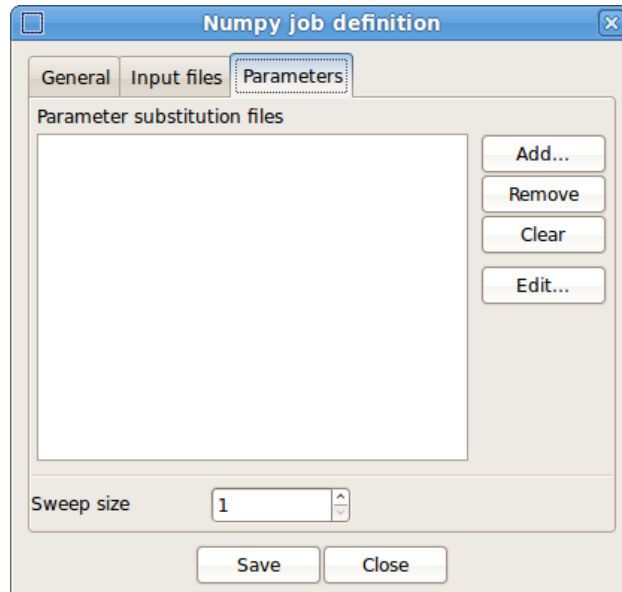 Numpy job definition
General Input files Parameters
Parameter substitution files
Add...
Remove
Clear
Edit...
Sweep size 1
Save Close